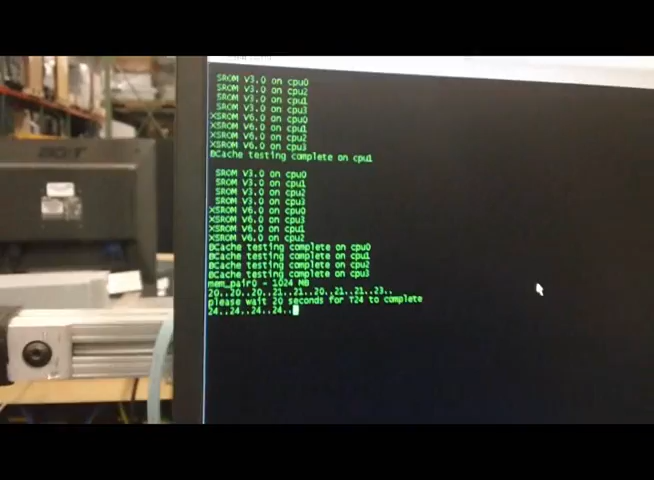 acer
SROM V3.0 on cpu0
SROM V3.0 on cpu2
SROM V3.0 on cpu1
SROM V3.0 on cpu3
XSROM V6.0 on cpu0
XSROM V6.0 on cpu1
XSROM V6.0 on cpu2
XSROM V6.0 on cpu3
BCache testing complete on cpu1
SROM V3.0 on cpu0
SROM V3.0 on cpu1
SROM V3.0 on cpu2
SROM V3.0 on cpu3
XSROM V6.0 on cpu0
XSROM V6.0 on cpu3
XSROM V6.0 on cpu1
XSROM V6.0 on cpu2
BCache testing complete on cpu0
BCache testing complete on cpu1
BCache testing complete on cpu2
BCache testing complete on cpu3
mem_pair0 - 1024 MB
20..20..20..21..21..20..21..21..23..
please wait 20 seconds for T24 to complete
24..24..24..24..